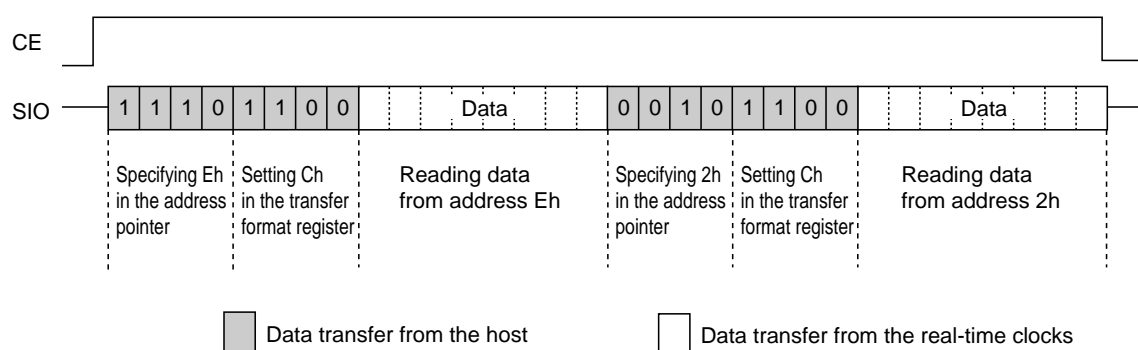 CE
SIO
1 1 1 0 1 1 0 0 Data 0 0 1 0 1 1 0 0 Data
Specifying Eh
in the address
pointer
Setting Ch
in the transfer
format register
Reading data
from address Eh
Specifying 2h
in the address
pointer
Setting Ch
in the transfer
format register
Reading data
from address 2h
Data transfer from the host
Data transfer from the real-time clocks